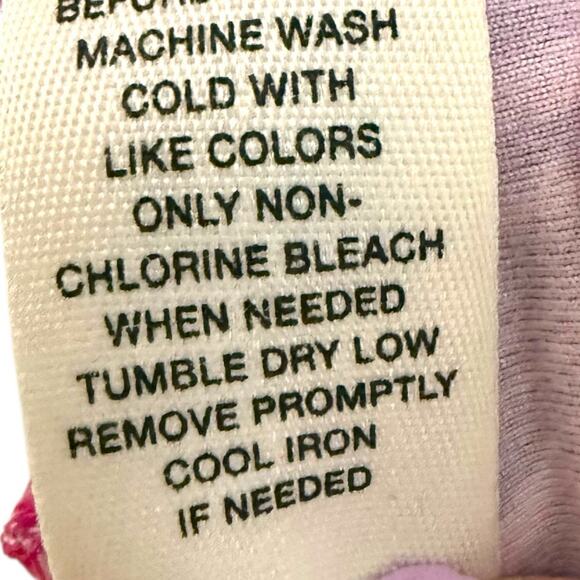 BEFORE
MACHINE WASH
COLD WITH
LIKE COLORS
ONLY NON-
CHLORINE BLEACH
WHEN NEEDED
TUMBLE DRY LOW
REMOVE PROMPTLY
COOL IRON
IF NEEDED